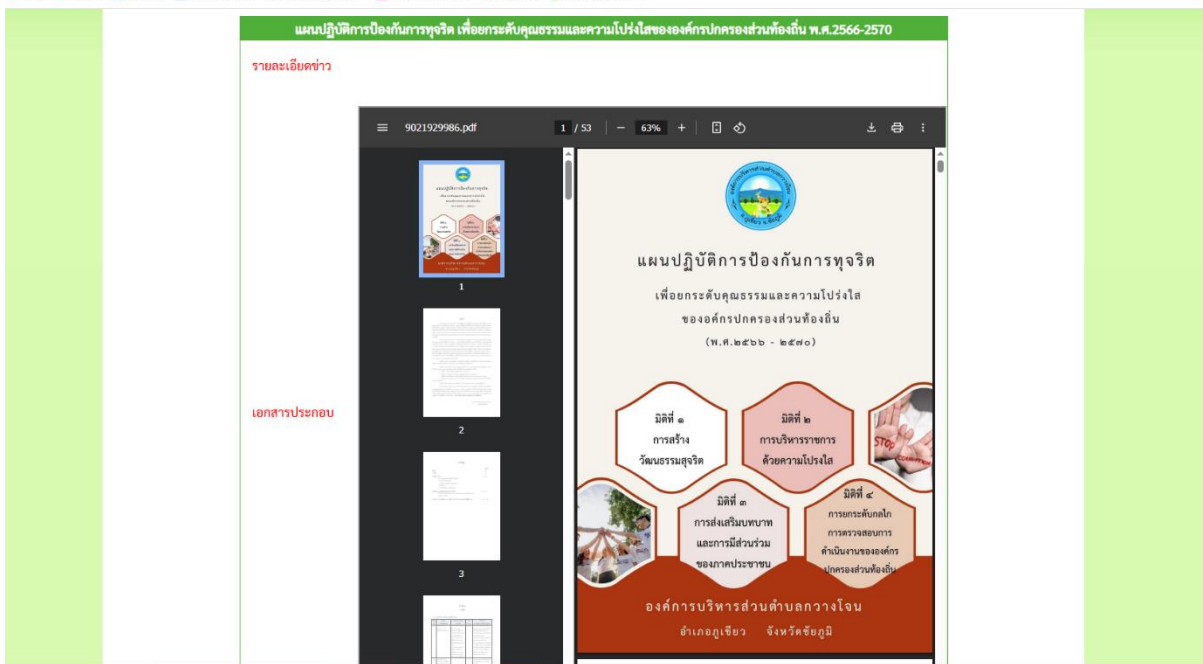 แผนปฏิบัติการป้องกันการทุจริต เพื่อยกระดับคุณธรรมและความโปร่งใสขององค์กรปกครองส่วนท้องถิ่น พ.ศ.2566-2570
รายละเอียดข่าว
เอกสารประกอบ
9021929986.pdf
1 / 53
63%
1
2
3
แผนปฏิบัติการป้องกันการทุจริต
เพื่อยกระดับคุณธรรมและความโปร่งใส
ขององค์กรปกครองส่วนท้องถิ่น
(พ.ศ.๒๕๖๖ - ๒๕๗๐)
มิติที่ ๑
การสร้าง
วัฒนธรรมสุจริต
มิติที่ ๒
การบริหารราชการ
ด้วยความโปร่งใส
STOP
CORRUPTION
มิติที่ ๓
การส่งเสริมบทบาท
และการมีส่วนร่วม
ของภาคประชาชน
มิติที่ ๔
การยกระดับกลไก
การตรวจสอบการ
ดำเนินงานขององค์กร
ปกครองส่วนท้องถิ่น
องค์การบริหารส่วนตำบลกวางโจน
อำเภอภูเขียว จังหวัดชัยภูมิ